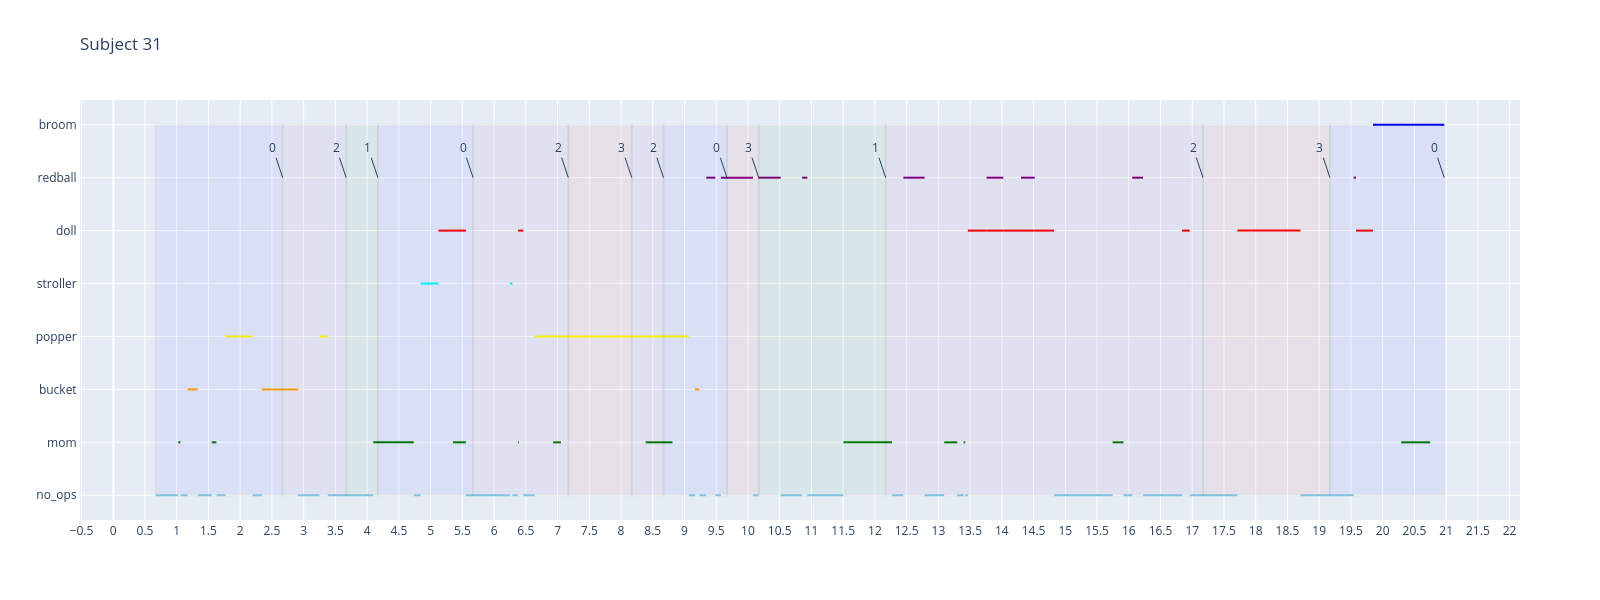 Subject 31
broom
0 2 1 0 2 3 2 0 3 1 2 3 0
redball
doll
stroller
popper
bucket
mom
no_ops
−0.5 0 0.5 1 1.5 2 2.5 3 3.5 4 4.5 5 5.5 6 6.5 7 7.5 8 8.5 9 9.5 10 10.5 11 11.5 12 12.5 13 13.5 14 14.5 15 15.5 16 16.5 17 17.5 18 18.5 19 19.5 20 20.5 21 21.5 22